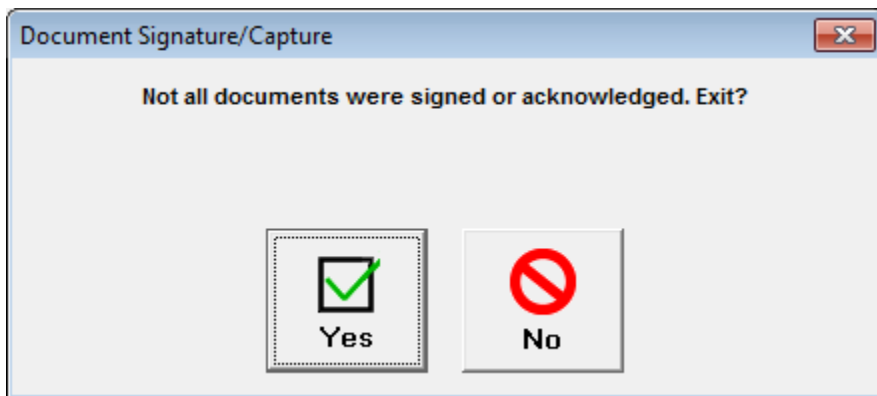 Document Signature/Capture
Not all documents were signed or acknowledged. Exit?
Yes
No